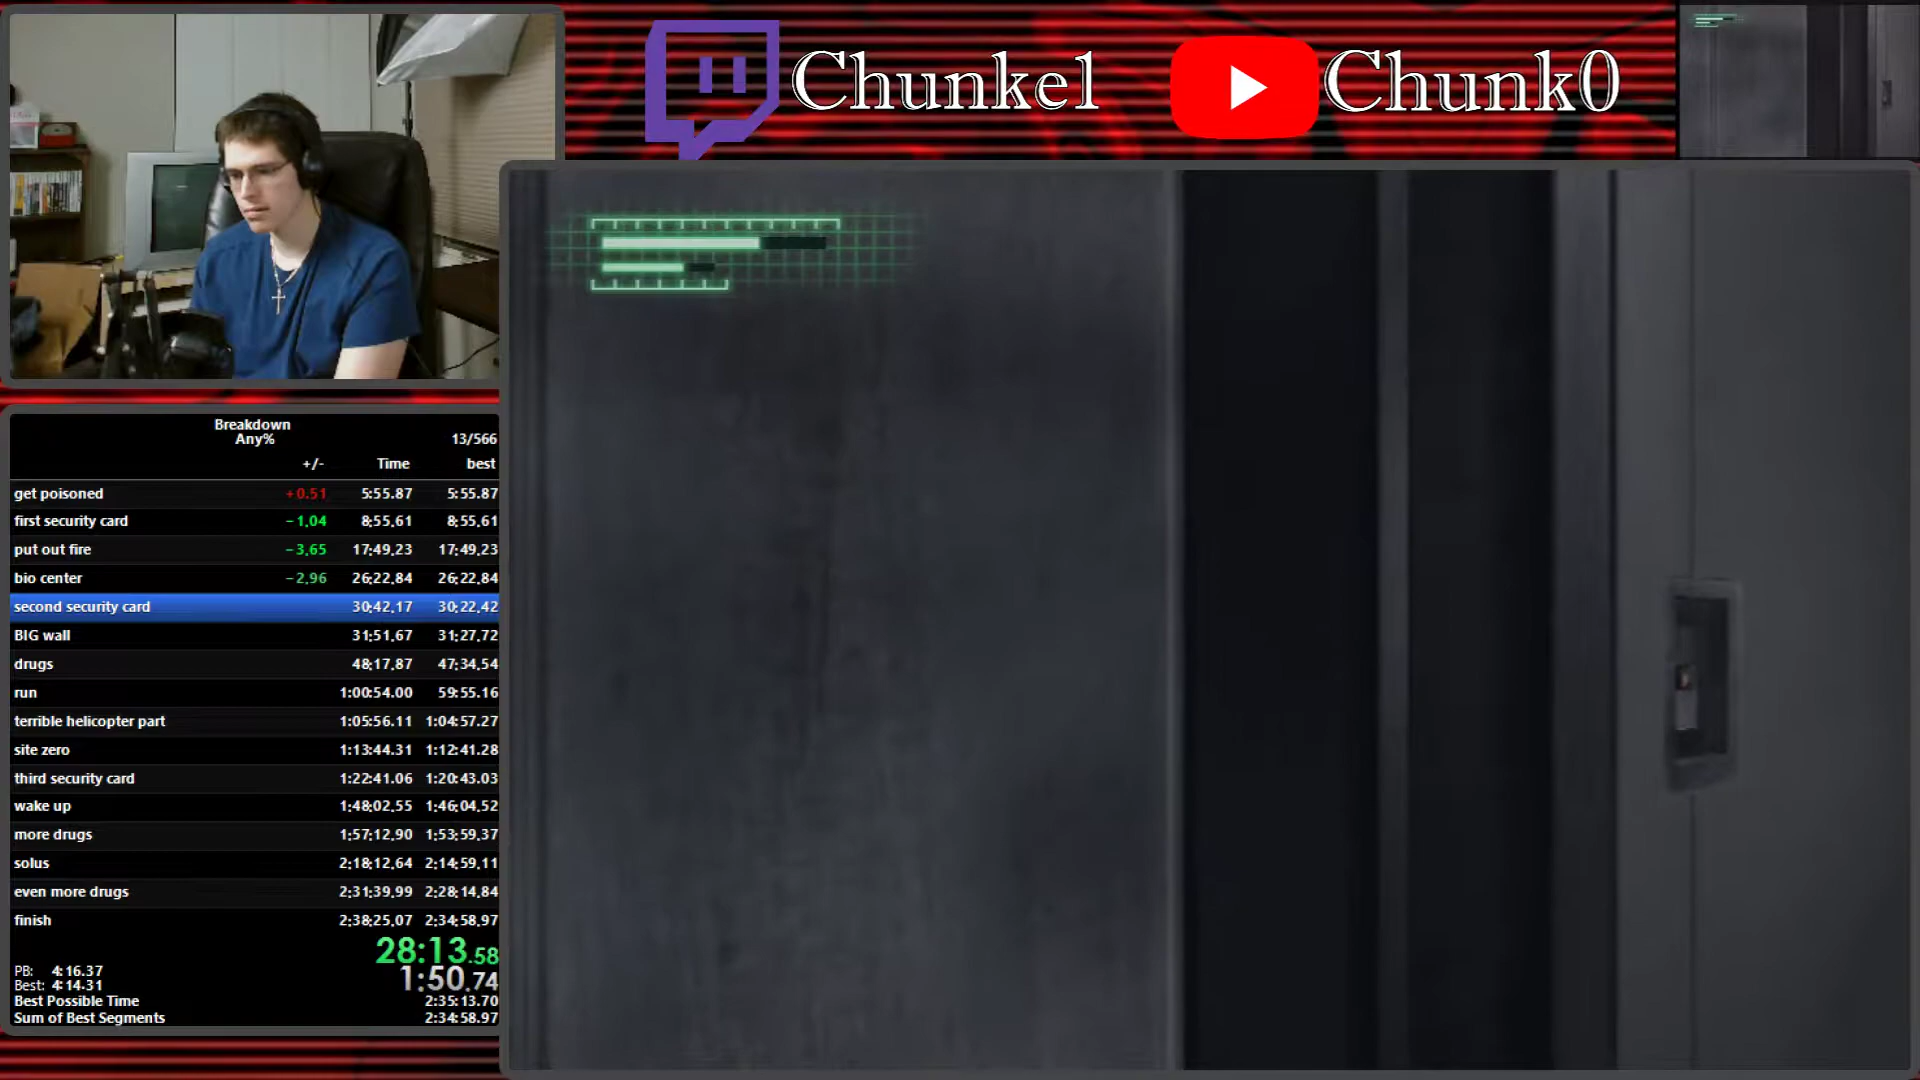 Chunke1
Chunk0
Breakdown
Any% 13/566
+/- Time best
get poisoned +0.51 5:55.87 5:55.87
first security card -1.04 8:55.61 8:55.61
put out fire -3.65 17:49.23 17:49.23
bio center -2.96 26:22.84 26:22.84
second security card 30:42.17 30:22.42
BIG wall 31:51.67 31:27.72
drugs 48:17.87 47:34.54
run 1:00:54.00 59:55.16
terrible helicopter part 1:05:56.11 1:04:57.27
site zero 1:13:44.31 1:12:41.28
third security card 1:22:41.06 1:20:43.03
wake up 1:48:02.55 1:46:04.52
more drugs 1:57:12.90 1:53:59.37
solus 2:18:12.64 2:14:59.11
even more drugs 2:31:39.99 2:28:14.84
finish 2:38:25.07 2:34:58.97
28:13.58
PB: 4:16.37
Best: 4:14.31 1:50.74
Best Possible Time 2:35:13.70
Sum of Best Segments 2:34:58.97